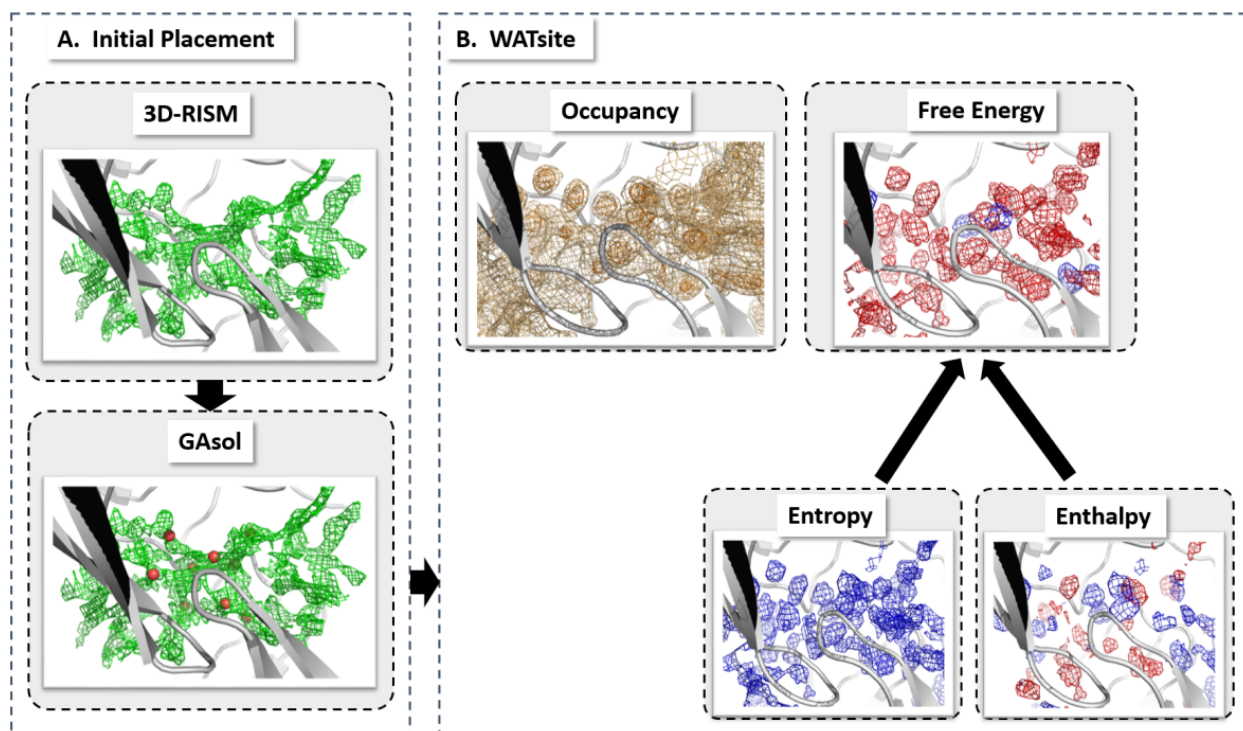 A. Initial Placement
3D-RISM
GAsol
B. WATsite
Occupancy
Free Energy
Entropy
Enthalpy